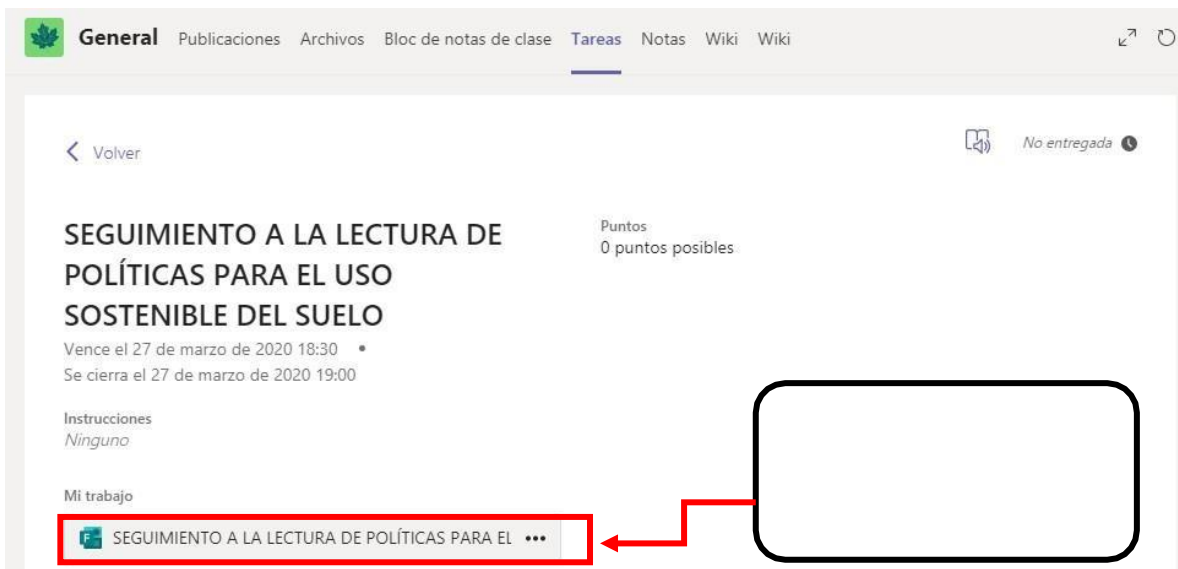 General Publicaciones Archivos Bloc de notas de clase Tareas Notas Wiki Wiki
Volver
No entregada
SEGUIMIENTO A LA LECTURA DE
POLÍTICAS PARA EL USO
SOSTENIBLE DEL SUELO
Puntos
0 puntos posibles
Vence el 27 de marzo de 2020 18:30 •
Se cierra el 27 de marzo de 2020 19:00
Instrucciones
Ninguno
Mi trabajo
F SEGUIMIENTO A LA LECTURA DE POLÍTICAS PARA EL •••